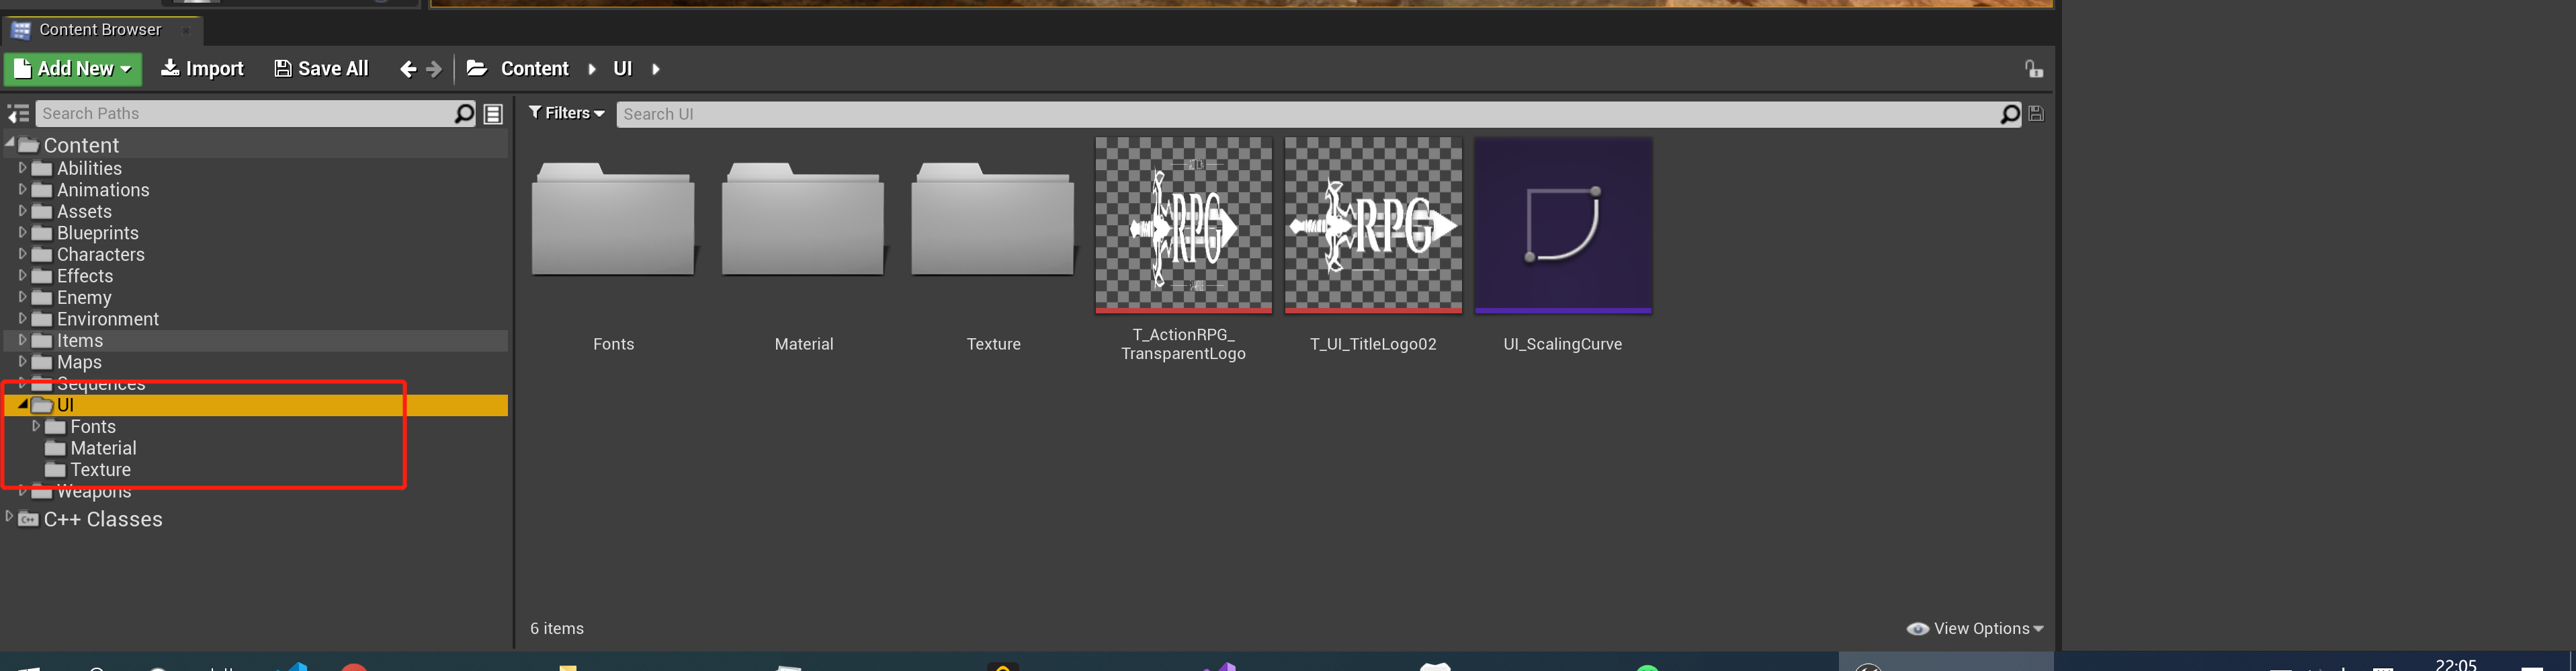 Content Browser
Add New
Import
Save All
Content
UI
Search Paths
Filters
Search UI
Content
Abilities
Animations
Assets
Blueprints
Characters
Effects
Enemy
Environment
Items
Maps
Sequences
UI
Fonts
Material
Texture
Weapons
C++ Classes
RPG
RPG
Fonts
Material
Texture
T_ActionRPG_
TransparentLogo
T_UI_TitleLogo02
UI_ScalingCurve
6 items
View Options
22:05